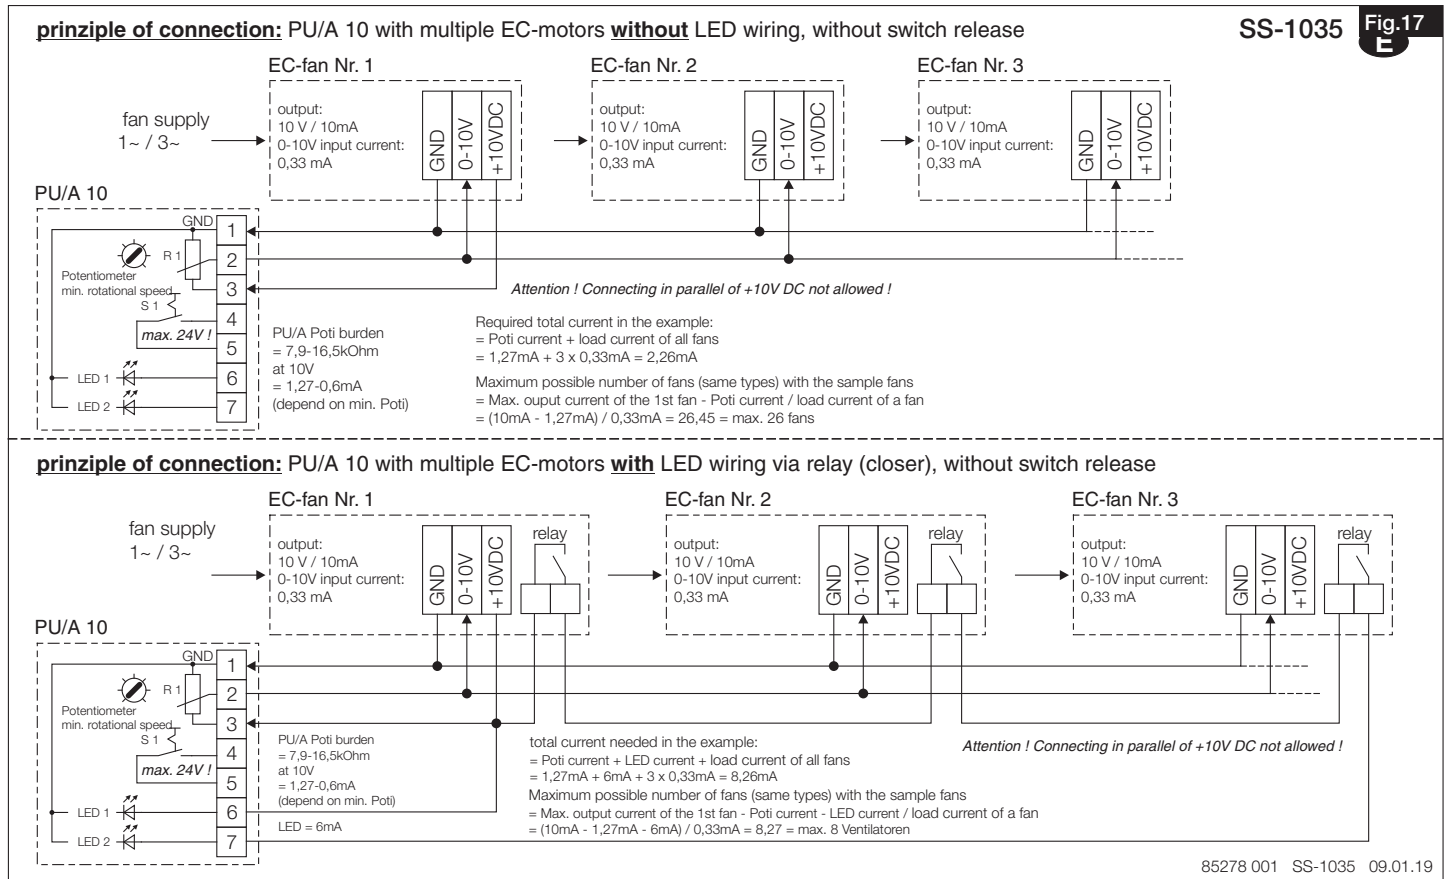 prinziple of connection: PU/A 10 with multiple EC-motors without LED wiring, without switch release
SS-1035
Fig.17
E
EC-fan Nr. 1
EC-fan Nr. 2
EC-fan Nr. 3
fan supply
1~ / 3~
output:
10 V / 10mA
0-10V input current:
0,33 mA
GND
0-10V
+10VDC
output:
10 V / 10mA
0-10V input current:
0,33 mA
GND
0-10V
+10VDC
output:
10 V / 10mA
0-10V input current:
0,33 mA
GND
0-10V
+10VDC
PU/A 10
GND
1
R 1
2
Potentiometer
min. rotational speed
3
S 1
4
max. 24V !
5
LED 1
6
LED 2
7
Attention ! Connecting in parallel of +10V DC not allowed !
PU/A Poti burden
= 7,9-16,5kOhm
at 10V
= 1,27-0,6mA
(depend on min. Poti)
Required total current in the example:
= Poti current + load current of all fans
= 1,27mA + 3 x 0,33mA = 2,26mA
Maximum possible number of fans (same types) with the sample fans
= Max. ouput current of the 1st fan - Poti current / load current of a fan
= (10mA - 1,27mA) / 0,33mA = 26,45 = max. 26 fans
prinziple of connection: PU/A 10 with multiple EC-motors with LED wiring via relay (closer), without switch release
EC-fan Nr. 1
EC-fan Nr. 2
EC-fan Nr. 3
fan supply
1~ / 3~
output:
10 V / 10mA
0-10V input current:
0,33 mA
GND
0-10V
+10VDC
relay
output:
10 V / 10mA
0-10V input current:
0,33 mA
GND
0-10V
+10VDC
relay
output:
10 V / 10mA
0-10V input current:
0,33 mA
GND
0-10V
+10VDC
relay
PU/A 10
GND
1
R 1
2
Potentiometer
min. rotational speed
3
S 1
4
max. 24V !
5
LED 1
6
LED 2
7
PU/A Poti burden
= 7,9-16,5kOhm
at 10V
= 1,27-0,6mA
(depend on min. Poti)
LED = 6mA
total current needed in the example:
= Poti current + LED current + load current of all fans
= 1,27mA + 6mA + 3 x 0,33mA = 8,26mA
Maximum possible number of fans (same types) with the sample fans
= Max. output current of the 1st fan - Poti current - LED current / load current of a fan
= (10mA - 1,27mA - 6mA) / 0,33mA = 8,27 = max. 8 Ventilatoren
Attention ! Connecting in parallel of +10V DC not allowed !
85278 001 SS-1035 09.01.19